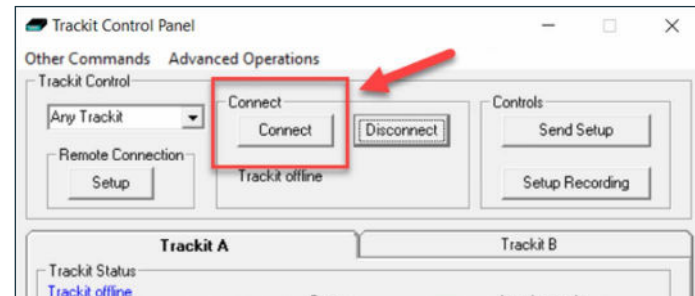 Trackit Control Panel
Other Commands Advanced Operations
Trackit Control
Any Trackit
Connect
Connect
Disconnect
Trackit offline
Remote Connection
Setup
Controls
Send Setup
Setup Recording
Trackit A
Trackit B
Trackit Status
Trackit offline